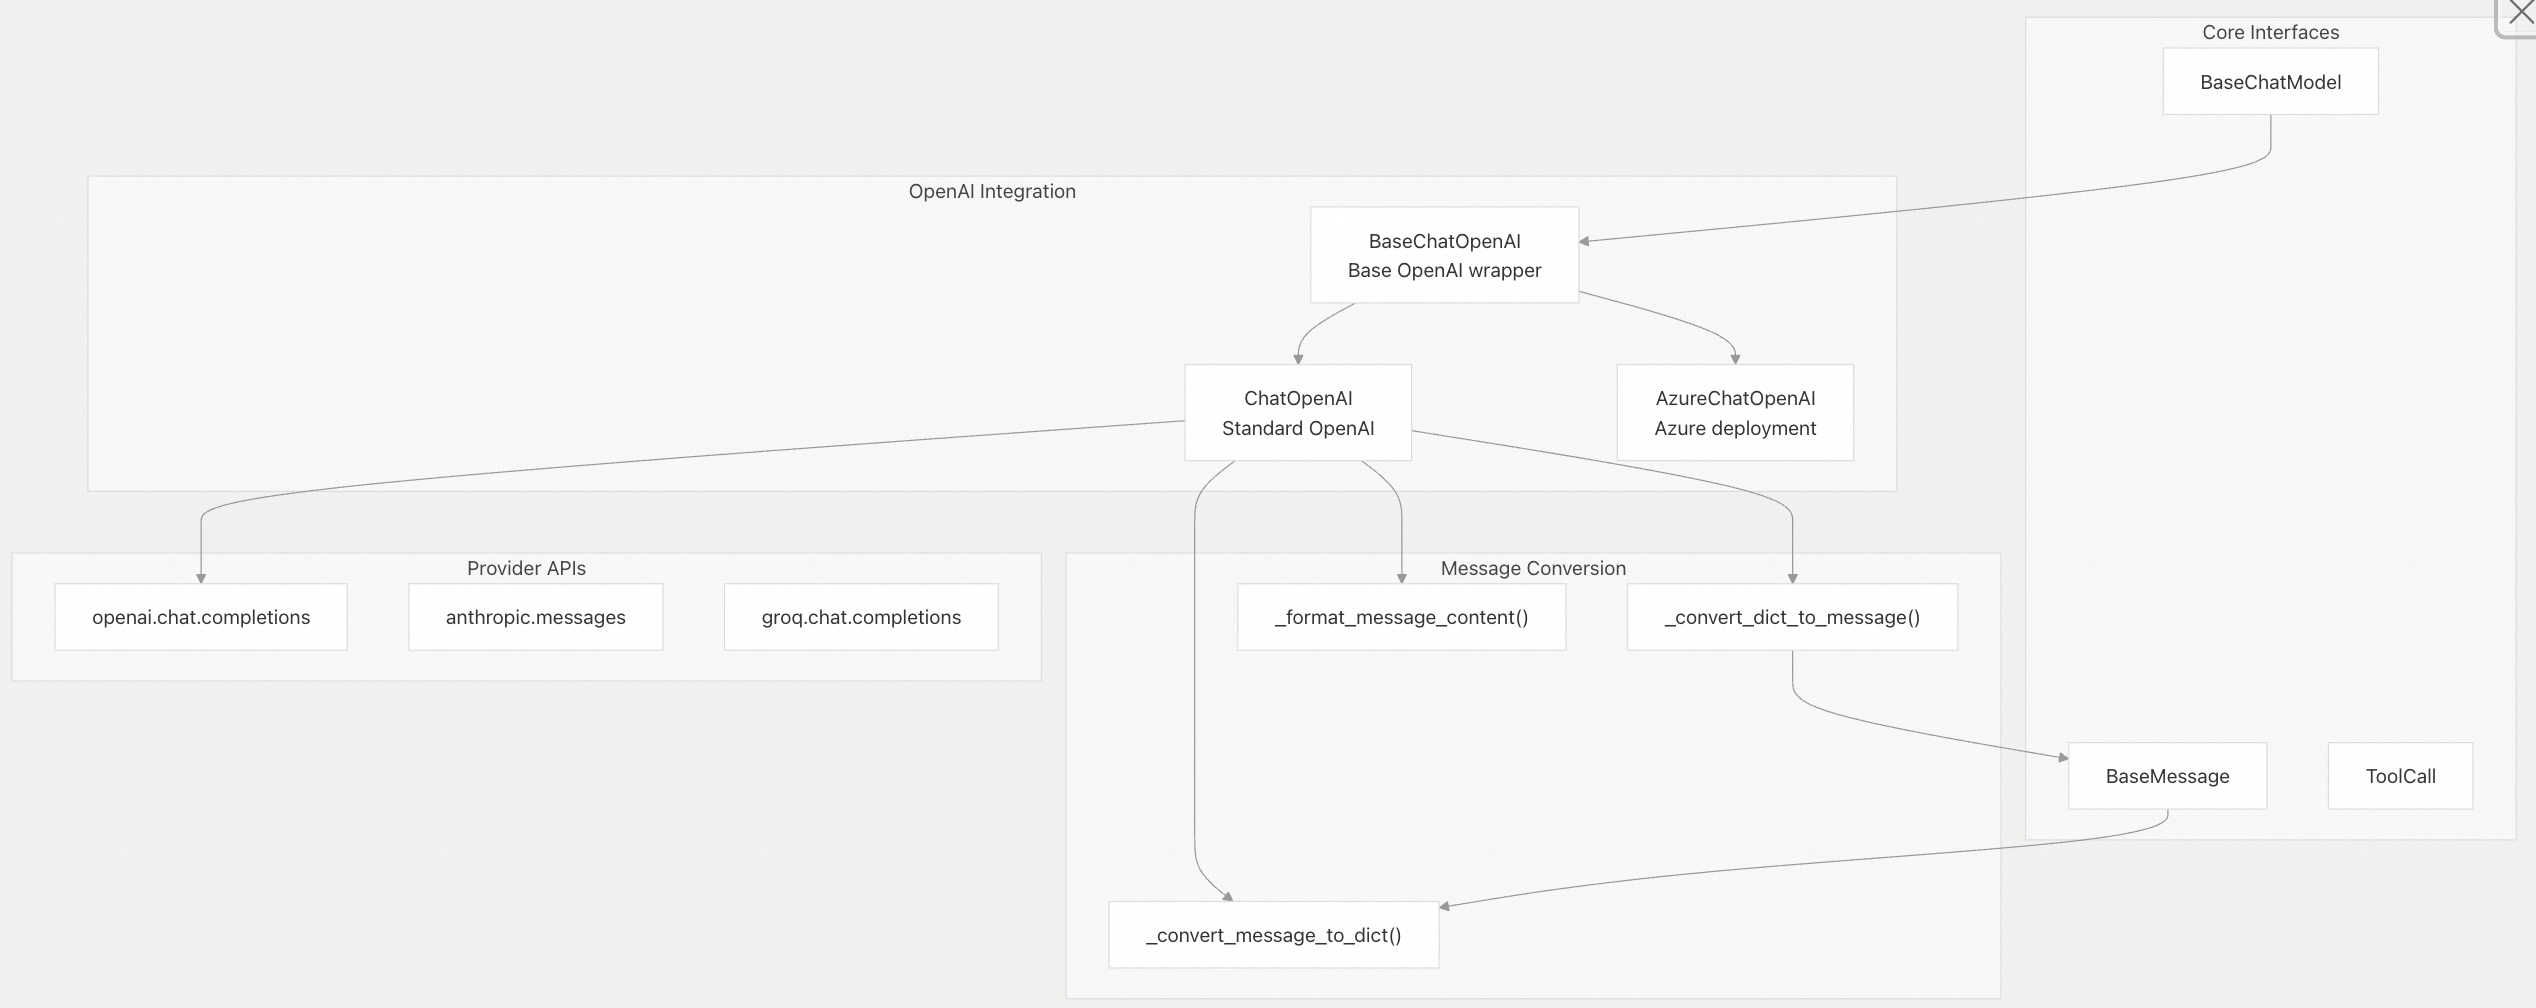 Core Interfaces
BaseChatModel
OpenAI Integration
BaseChatOpenAI
Base OpenAI wrapper
ChatOpenAI
Standard OpenAI
AzureChatOpenAI
Azure deployment
Provider APIs
openai.chat.completions
anthropic.messages
groq.chat.completions
Message Conversion
_format_message_content()
_convert_dict_to_message()
BaseMessage
ToolCall
_convert_message_to_dict()